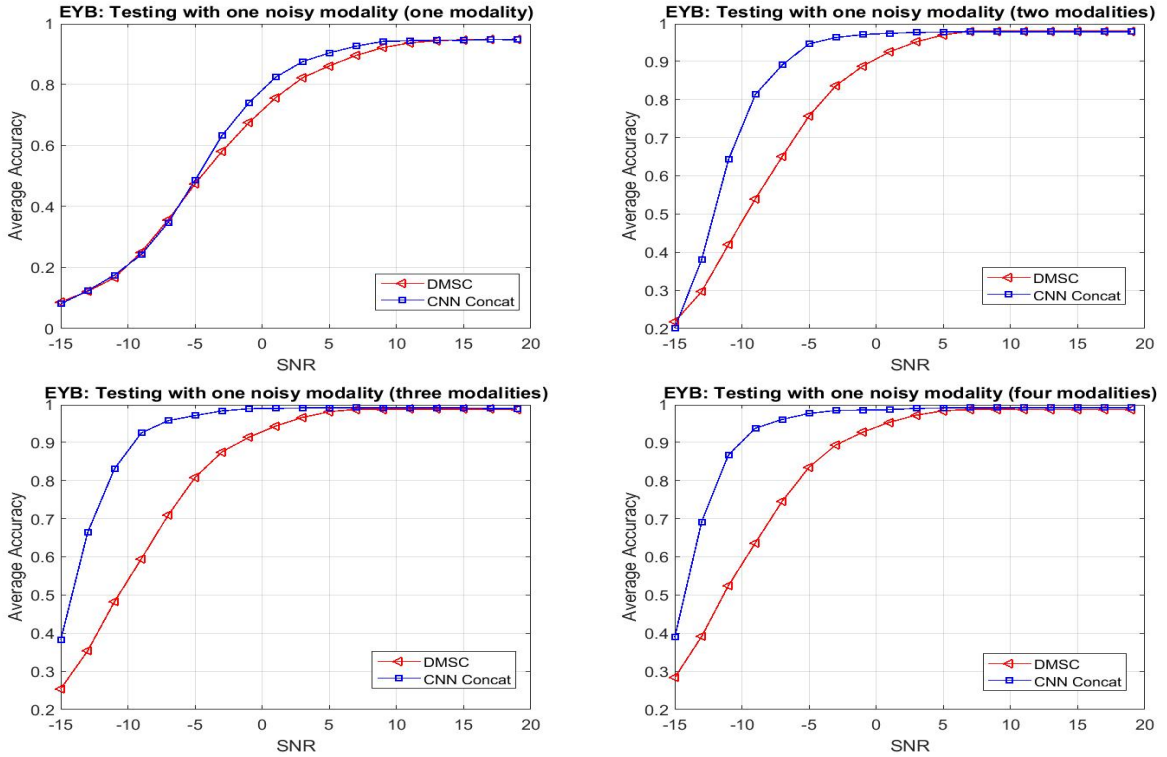 EYB: Testing with one noisy modality (one modality)
1
0.8
0.6
0.4
0.2
0
Average Accuracy
DMSC
CNN Concat
-15 -10 -5 0 5 10 15 20
SNR
EYB: Testing with one noisy modality (two modalities)
1
0.9
0.8
0.7
0.6
0.5
0.4
0.3
0.2
Average Accuracy
DMSC
CNN Concat
-15 -10 -5 0 5 10 15 20
SNR
EYB: Testing with one noisy modality (three modalities)
1
0.9
0.8
0.7
0.6
0.5
0.4
0.3
0.2
Average Accuracy
DMSC
CNN Concat
-15 -10 -5 0 5 10 15 20
SNR
EYB: Testing with one noisy modality (four modalities)
1
0.9
0.8
0.7
0.6
0.5
0.4
0.3
0.2
Average Accuracy
DMSC
CNN Concat
-15 -10 -5 0 5 10 15 20
SNR